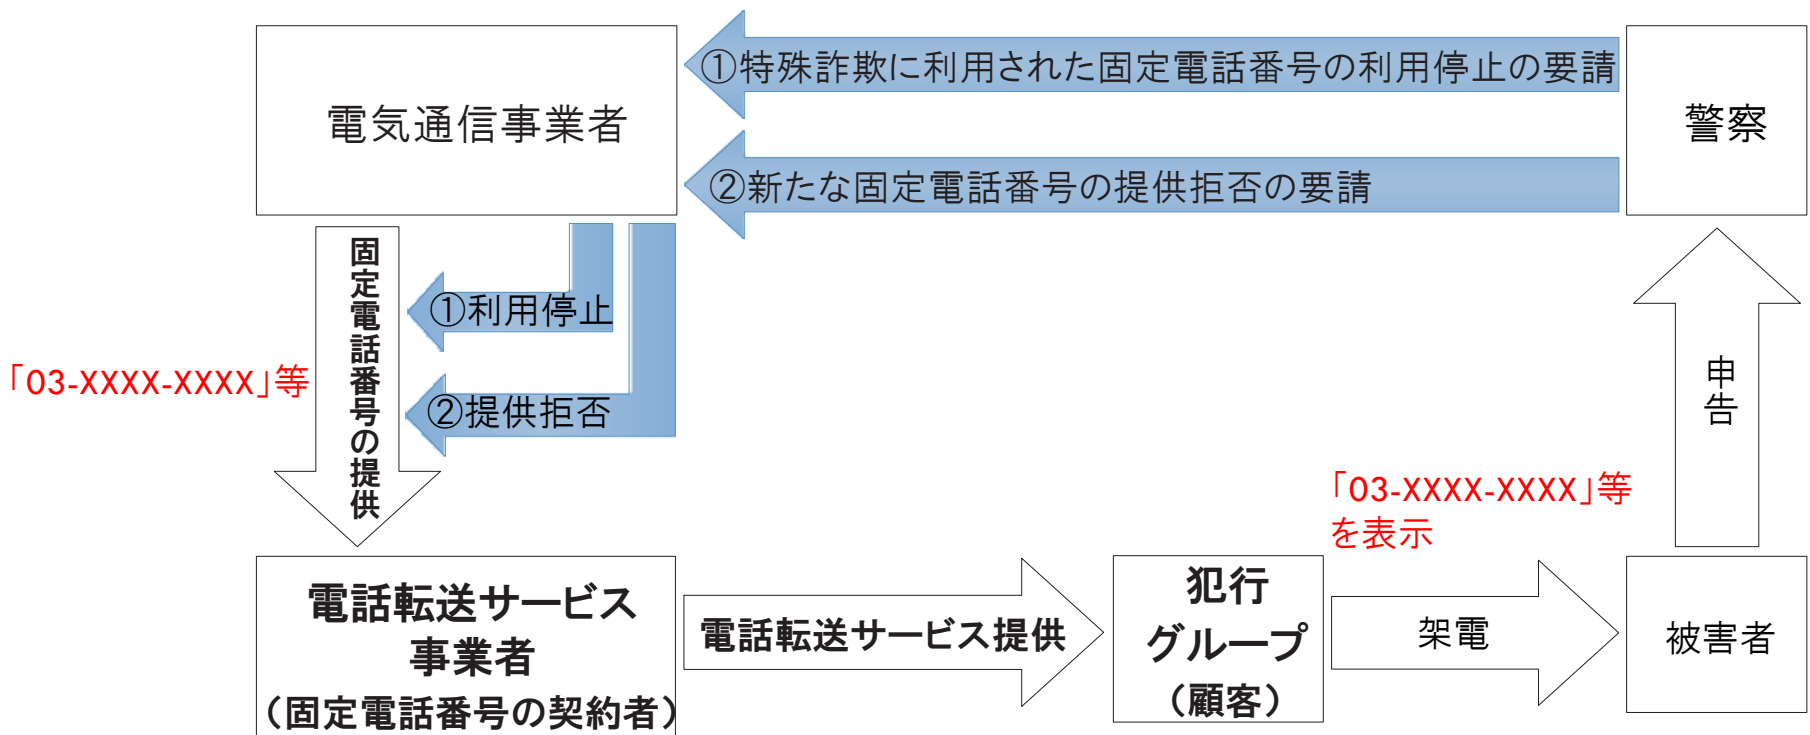 電気通信事業者
①特殊詐欺に利用された固定電話番号の利用停止の要請
②新たな固定電話番号の提供拒否の要請
警察
固定電話番号の提供
①利用停止
②提供拒否
「03-XXXX-XXXX」等
申告
「03-XXXX-XXXX」等
を表示
電話転送サービス
事業者
（固定電話番号の契約者）
電話転送サービス提供
犯行
グループ
（顧客）
架電
被害者